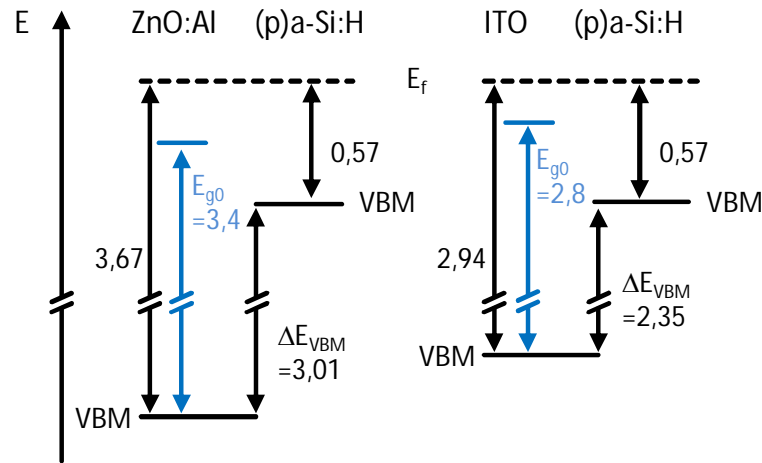 E
ZnO:Al
(p)a-Si:H
ITO
(p)a-Si:H
E_f
0,57
E_g0
=3,4
VBM
3,67
ΔE_VBM
=3,01
VBM
0,57
E_g0
=2,8
VBM
2,94
ΔE_VBM
=2,35
VBM